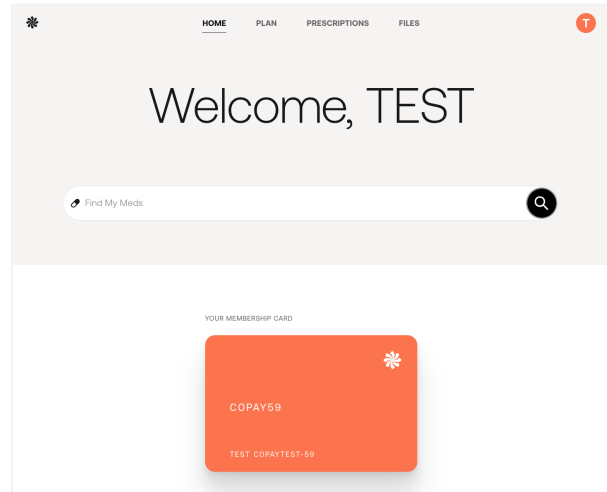 HOME PLAN PRESCRIPTIONS FILES T
Welcome, TEST
Find My Meds
YOUR MEMBERSHIP CARD
COPAY59
TEST COPAYTEST-59